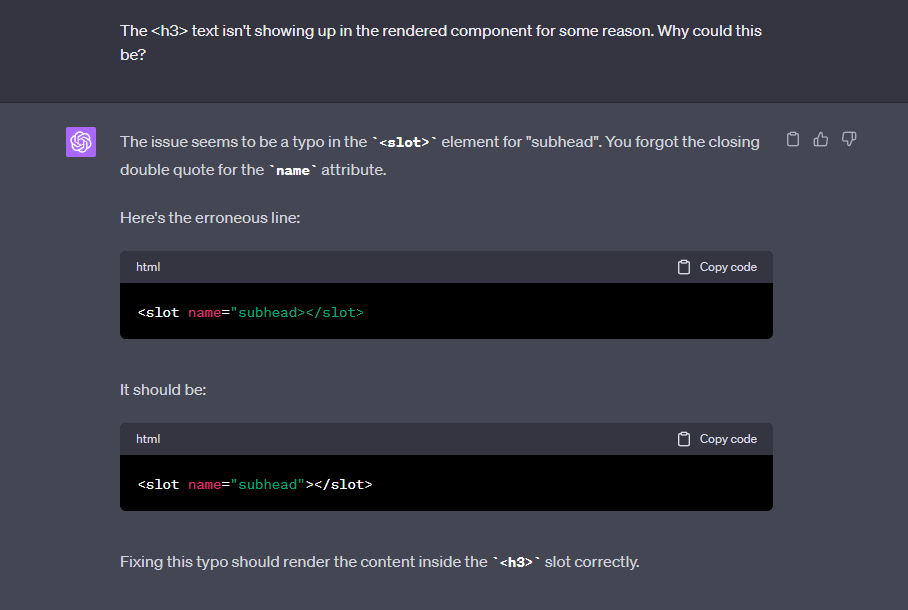 The <h3> text isn't showing up in the rendered component for some reason. Why could this
be?
The issue seems to be a typo in the `<slot>` element for "subhead". You forgot the closing
double quote for the `name` attribute.
Here's the erroneous line:
html
Copy code
<slot name="subhead></slot>
It should be:
html
Copy code
<slot name="subhead"></slot>
Fixing this typo should render the content inside the `<h3>` slot correctly.